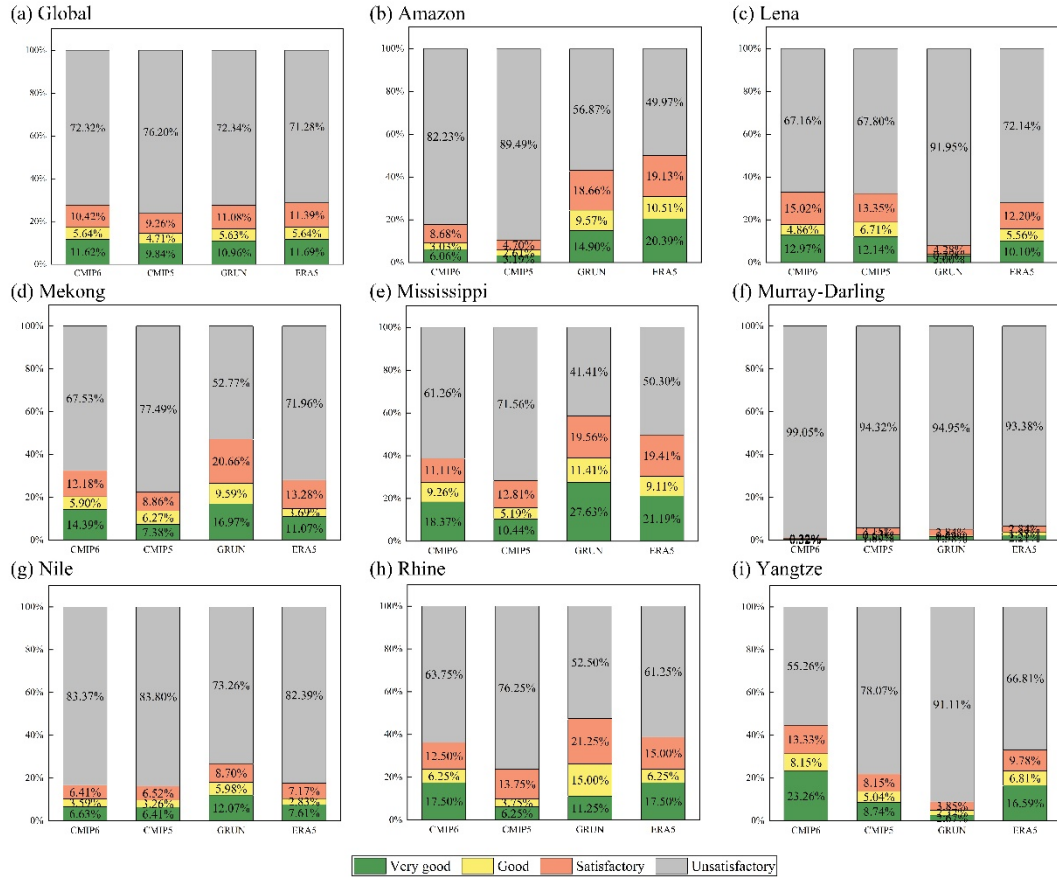 (a) Global
(b) Amazon
(c) Lena
100%
80%
60%
40%
20%
0%
72.32% 76.20% 72.34% 71.28%
10.42% 9.26% 11.08% 11.39%
5.64% 4.71% 5.63% 5.64%
11.62% 9.84% 10.96% 11.69%
CMIP6 CMIP5 GRUN ERA5
100%
80%
60%
40%
20%
0%
82.23% 89.49% 56.87% 49.97%
8.68% 4.70% 18.66% 19.13%
3.03% 2.61% 9.57% 10.51%
6.06% 14.90% 20.39%
CMIP6 CMIP5 GRUN ERA5
100%
80%
60%
40%
20%
0%
67.16% 67.80% 91.95% 72.14%
15.02% 13.35% 12.20%
4.86% 6.71% 5.56%
12.97% 12.14% 10.10%
CMIP6 CMIP5 GRUN ERA5
(d) Mekong
(e) Mississippi
(f) Murray-Darling
100%
80%
60%
40%
20%
0%
67.53% 77.49% 52.77% 71.96%
12.18% 8.86% 20.66% 13.28%
5.90% 6.27% 9.59% 3.69%
14.39% 7.38% 16.97% 11.07%
CMIP6 CMIP5 GRUN ERA5
100%
80%
60%
40%
20%
0%
61.26% 71.56% 41.41% 50.30%
11.11% 12.81% 19.56% 19.41%
9.26% 5.19% 11.41% 9.11%
18.37% 10.44% 27.63% 21.19%
CMIP6 CMIP5 GRUN ERA5
100%
80%
60%
40%
20%
0%
99.05% 94.32% 94.95% 93.38%
CMIP6 CMIP5 GRUN ERA5
(g) Nile
(h) Rhine
(i) Yangtze
100%
80%
60%
40%
20%
0%
83.37% 83.80% 73.26% 82.39%
6.41% 6.52% 8.70% 7.17%
3.59% 3.26% 5.98% 2.83%
6.63% 6.41% 12.07% 7.61%
CMIP6 CMIP5 GRUN ERA5
100%
80%
60%
40%
20%
0%
63.75% 76.25% 52.50% 61.25%
12.50% 13.75% 21.25% 15.00%
6.25% 3.75% 15.00% 6.25%
17.50% 6.25% 11.25% 17.50%
CMIP6 CMIP5 GRUN ERA5
100%
80%
60%
40%
20%
0%
55.26% 78.07% 91.11% 66.81%
13.33% 8.15% 3.85% 9.78%
8.15% 5.04% 6.81%
23.26% 8.74% 16.59%
CMIP6 CMIP5 GRUN ERA5
Very good Good Satisfactory Unsatisfactory